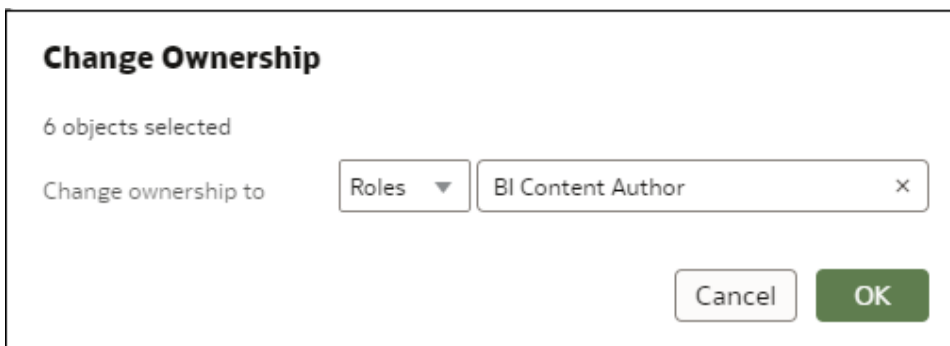 Change Ownership
6 objects selected
Change ownership to Roles BI Content Author ×
Cancel OK